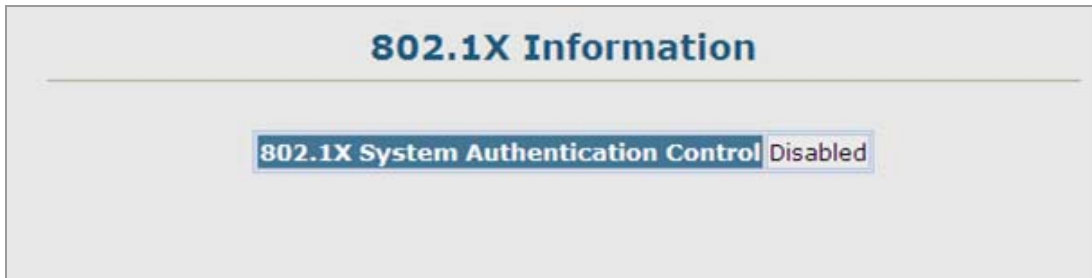 802.1X Information
802.1X System Authentication Control Disabled